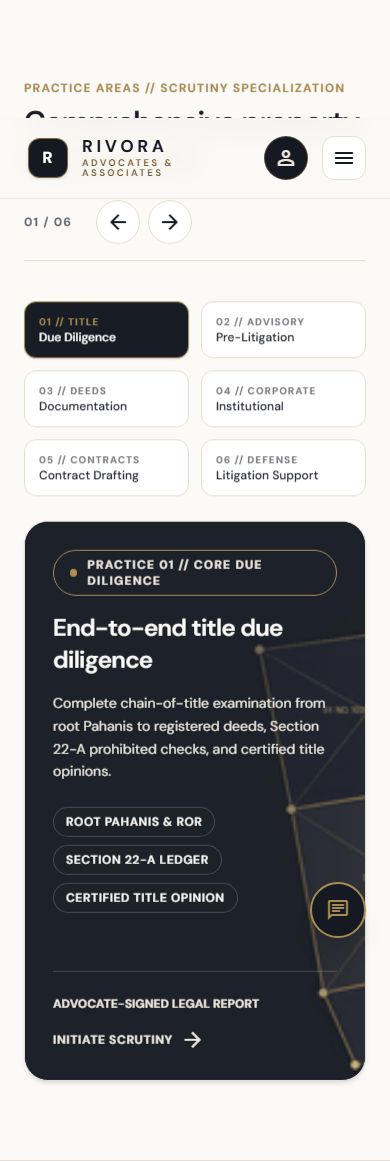 PRACTICE AREAS // SCRUTINY SPECIALIZATION
R
RIVORA
ADVOCATES &
ASSOCIATES
01 / 06
01 // TITLE
Due Diligence
02 // ADVISORY
Pre-Litigation
03 // DEEDS
Documentation
04 // CORPORATE
Institutional
05 // CONTRACTS
Contract Drafting
06 // DEFENSE
Litigation Support
PRACTICE 01 // CORE DUE
DILIGENCE
End-to-end title due
diligence
Complete chain-of-title examination from
root Pahanis to registered deeds, Section
22-A prohibited checks, and certified title
opinions.
ROOT PAHANIS & ROR
SECTION 22-A LEDGER
CERTIFIED TITLE OPINION
ADVOCATE-SIGNED LEGAL REPORT
INITIATE SCRUTINY